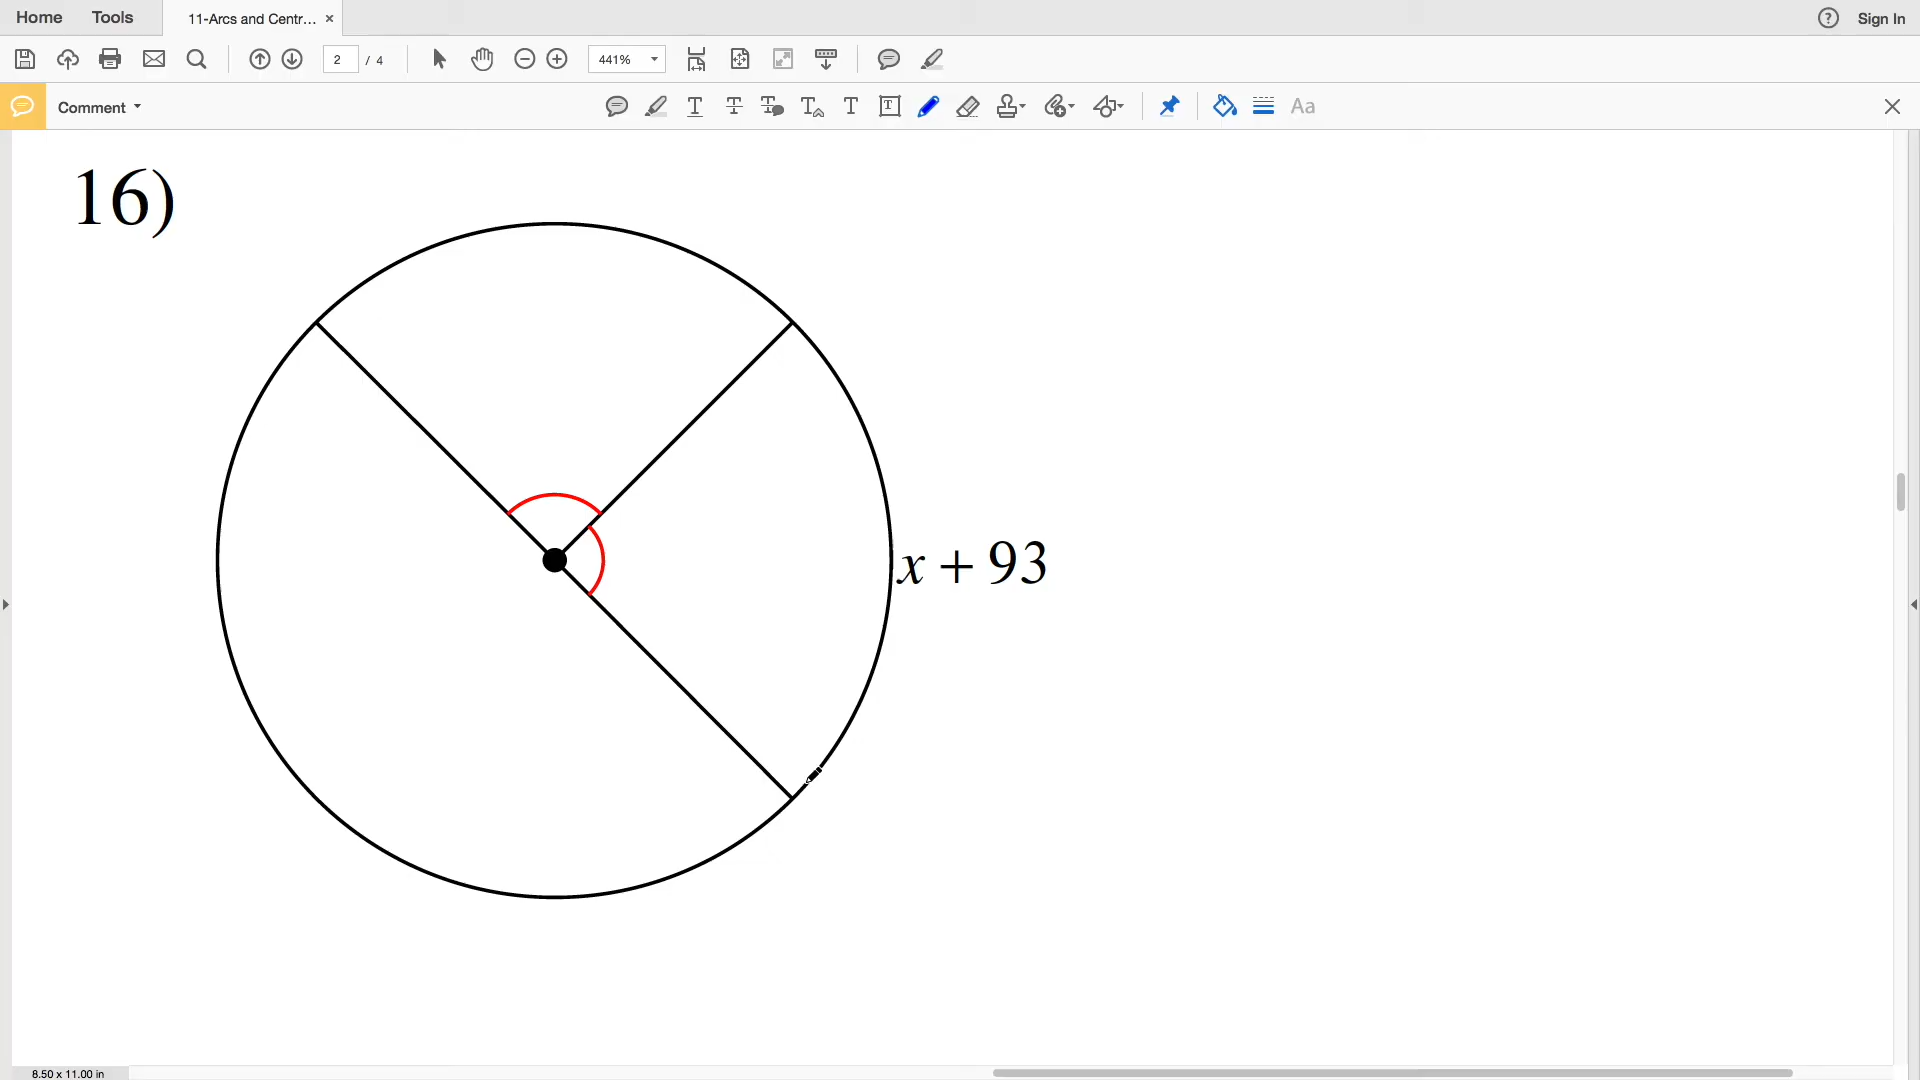 Home Tools 11-Arcs and Centr... × ? Sign In
2 / 4 441%
Comment T T T T T T Aa
16)
x + 93
8.50 x 11.00 in